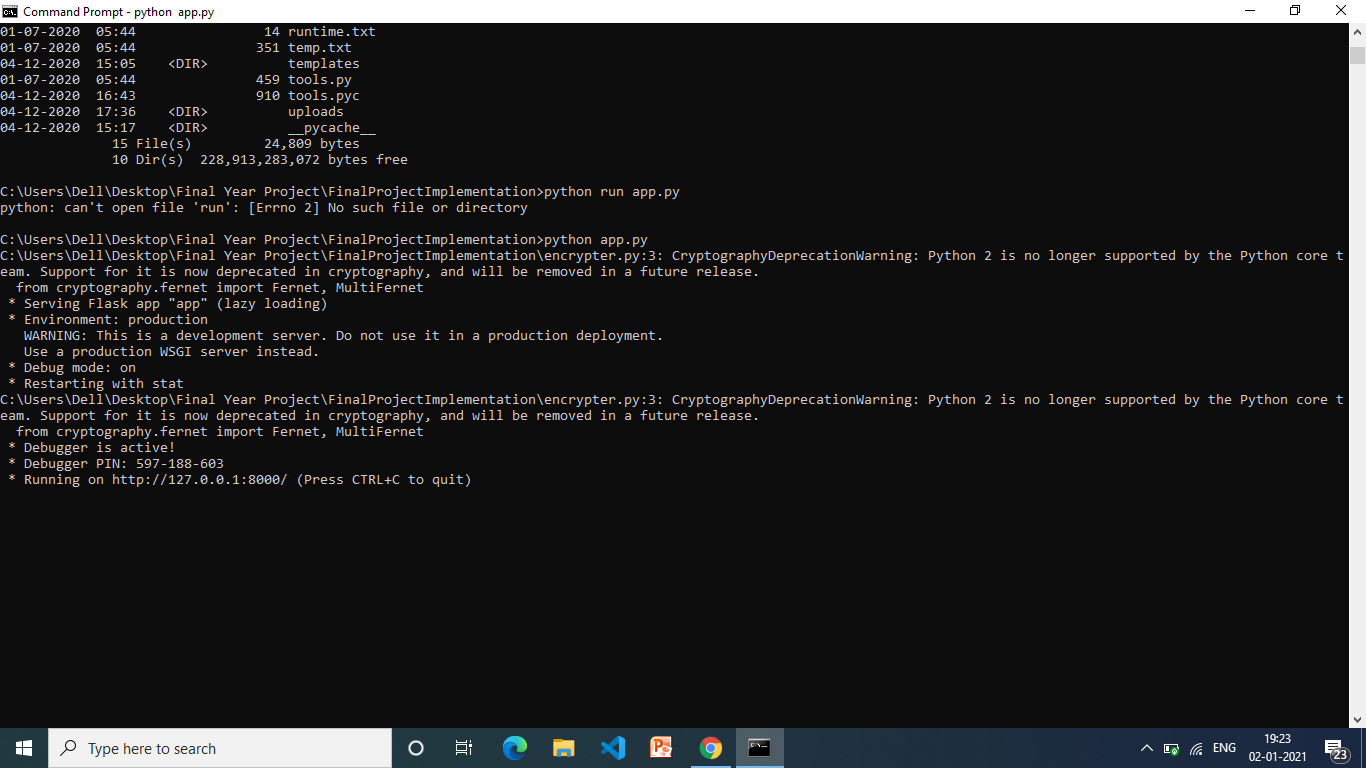 Command Prompt - python  app.py
01-07-2020  05:44                14 runtime.txt
01-07-2020  05:44               351 temp.txt
04-12-2020  15:05    <DIR>          templates
01-07-2020  05:44               459 tools.py
04-12-2020  16:43               910 tools.pyc
04-12-2020  17:36    <DIR>          uploads
04-12-2020  15:17    <DIR>          __pycache__
              15 File(s)         24,809 bytes
              10 Dir(s)  228,913,283,072 bytes free
C:\Users\Dell\Desktop\Final Year Project\FinalProjectImplementation>python run app.py
python: can't open file 'run': [Errno 2] No such file or directory
C:\Users\Dell\Desktop\Final Year Project\FinalProjectImplementation>python app.py
C:\Users\Dell\Desktop\Final Year Project\FinalProjectImplementation\encrypter.py:3: CryptographyDeprecationWarning: Python 2 is no longer supported by the Python core t
eam. Support for it is now deprecated in cryptography, and will be removed in a future release.
  from cryptography.fernet import Fernet, MultiFernet
 * Serving Flask app "app" (lazy loading)
 * Environment: production
   WARNING: This is a development server. Do not use it in a production deployment.
   Use a production WSGI server instead.
 * Debug mode: on
 * Restarting with stat
C:\Users\Dell\Desktop\Final Year Project\FinalProjectImplementation\encrypter.py:3: CryptographyDeprecationWarning: Python 2 is no longer supported by the Python core t
eam. Support for it is now deprecated in cryptography, and will be removed in a future release.
  from cryptography.fernet import Fernet, MultiFernet
 * Debugger is active!
 * Debugger PIN: 597-188-603
 * Running on http://127.0.0.1:8000/ (Press CTRL+C to quit)
Type here to search
ENG
19:23
02-01-2021
23